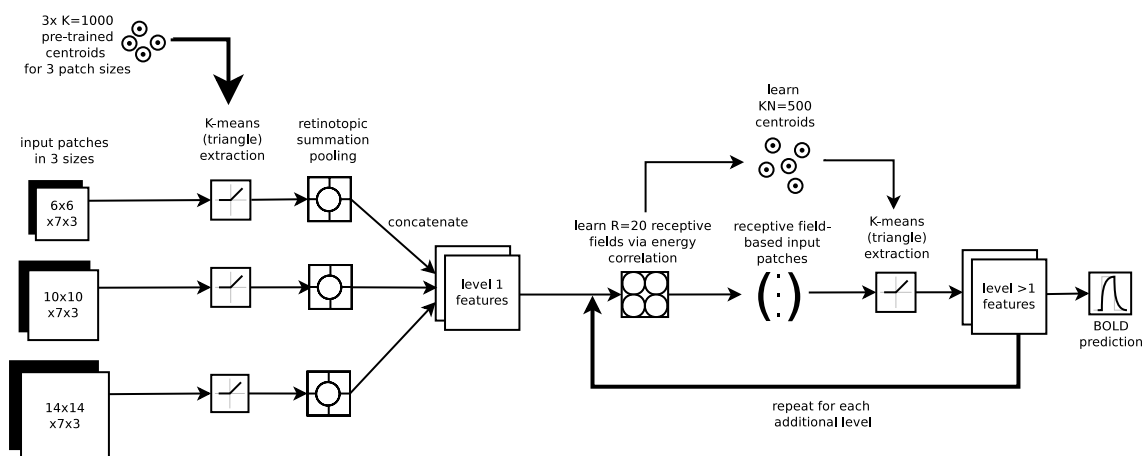 3x K=1000
pre-trained
centroids
for 3 patch sizes
input patches
in 3 sizes
K-means
(triangle)
extraction
retinotopic
summation
pooling
6x6
x7x3
10x10
x7x3
14x14
x7x3
concatenate
level 1
features
learn R=20 receptive
fields via energy
correlation
learn
KN=500
centroids
receptive field-
based input
patches
K-means
(triangle)
extraction
level >1
features
BOLD
prediction
repeat for each
additional level